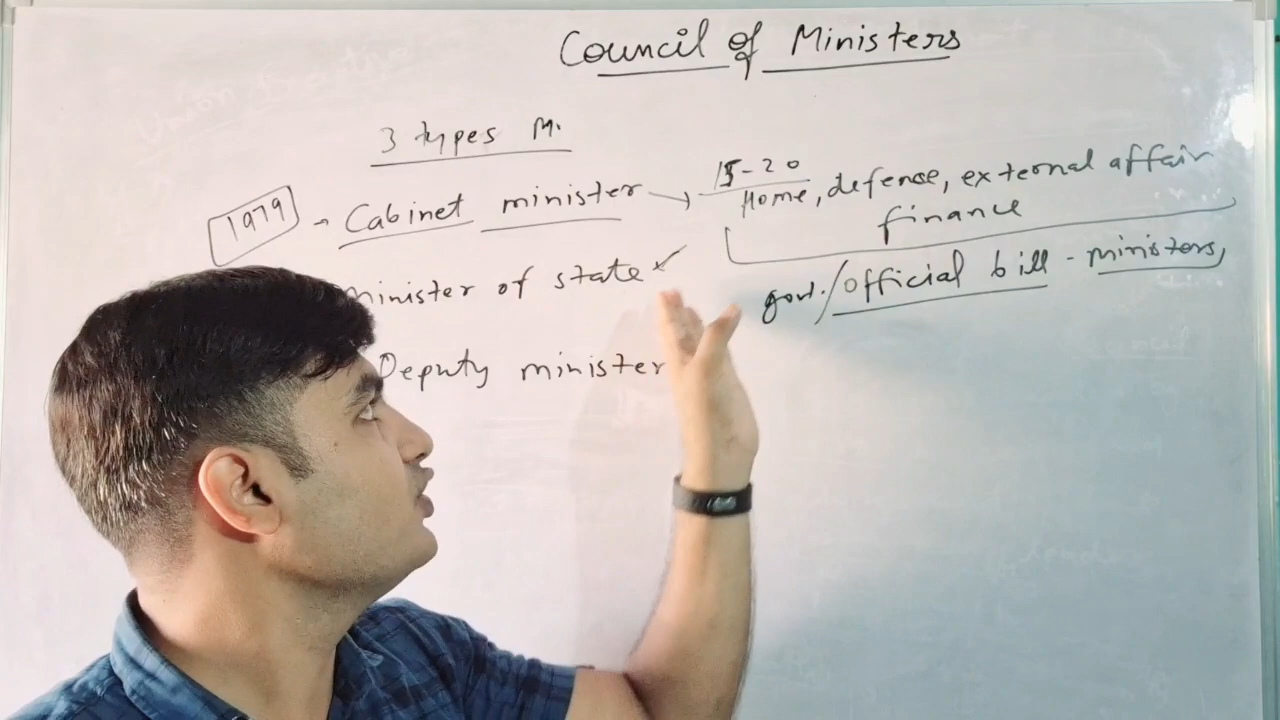 Council of Ministers
3 types M.
1979 → Cabinet minister → 15-20
Home, defense, external affair
finance
minister of state ✓
govt./official bill - ministers,
Deputy minister